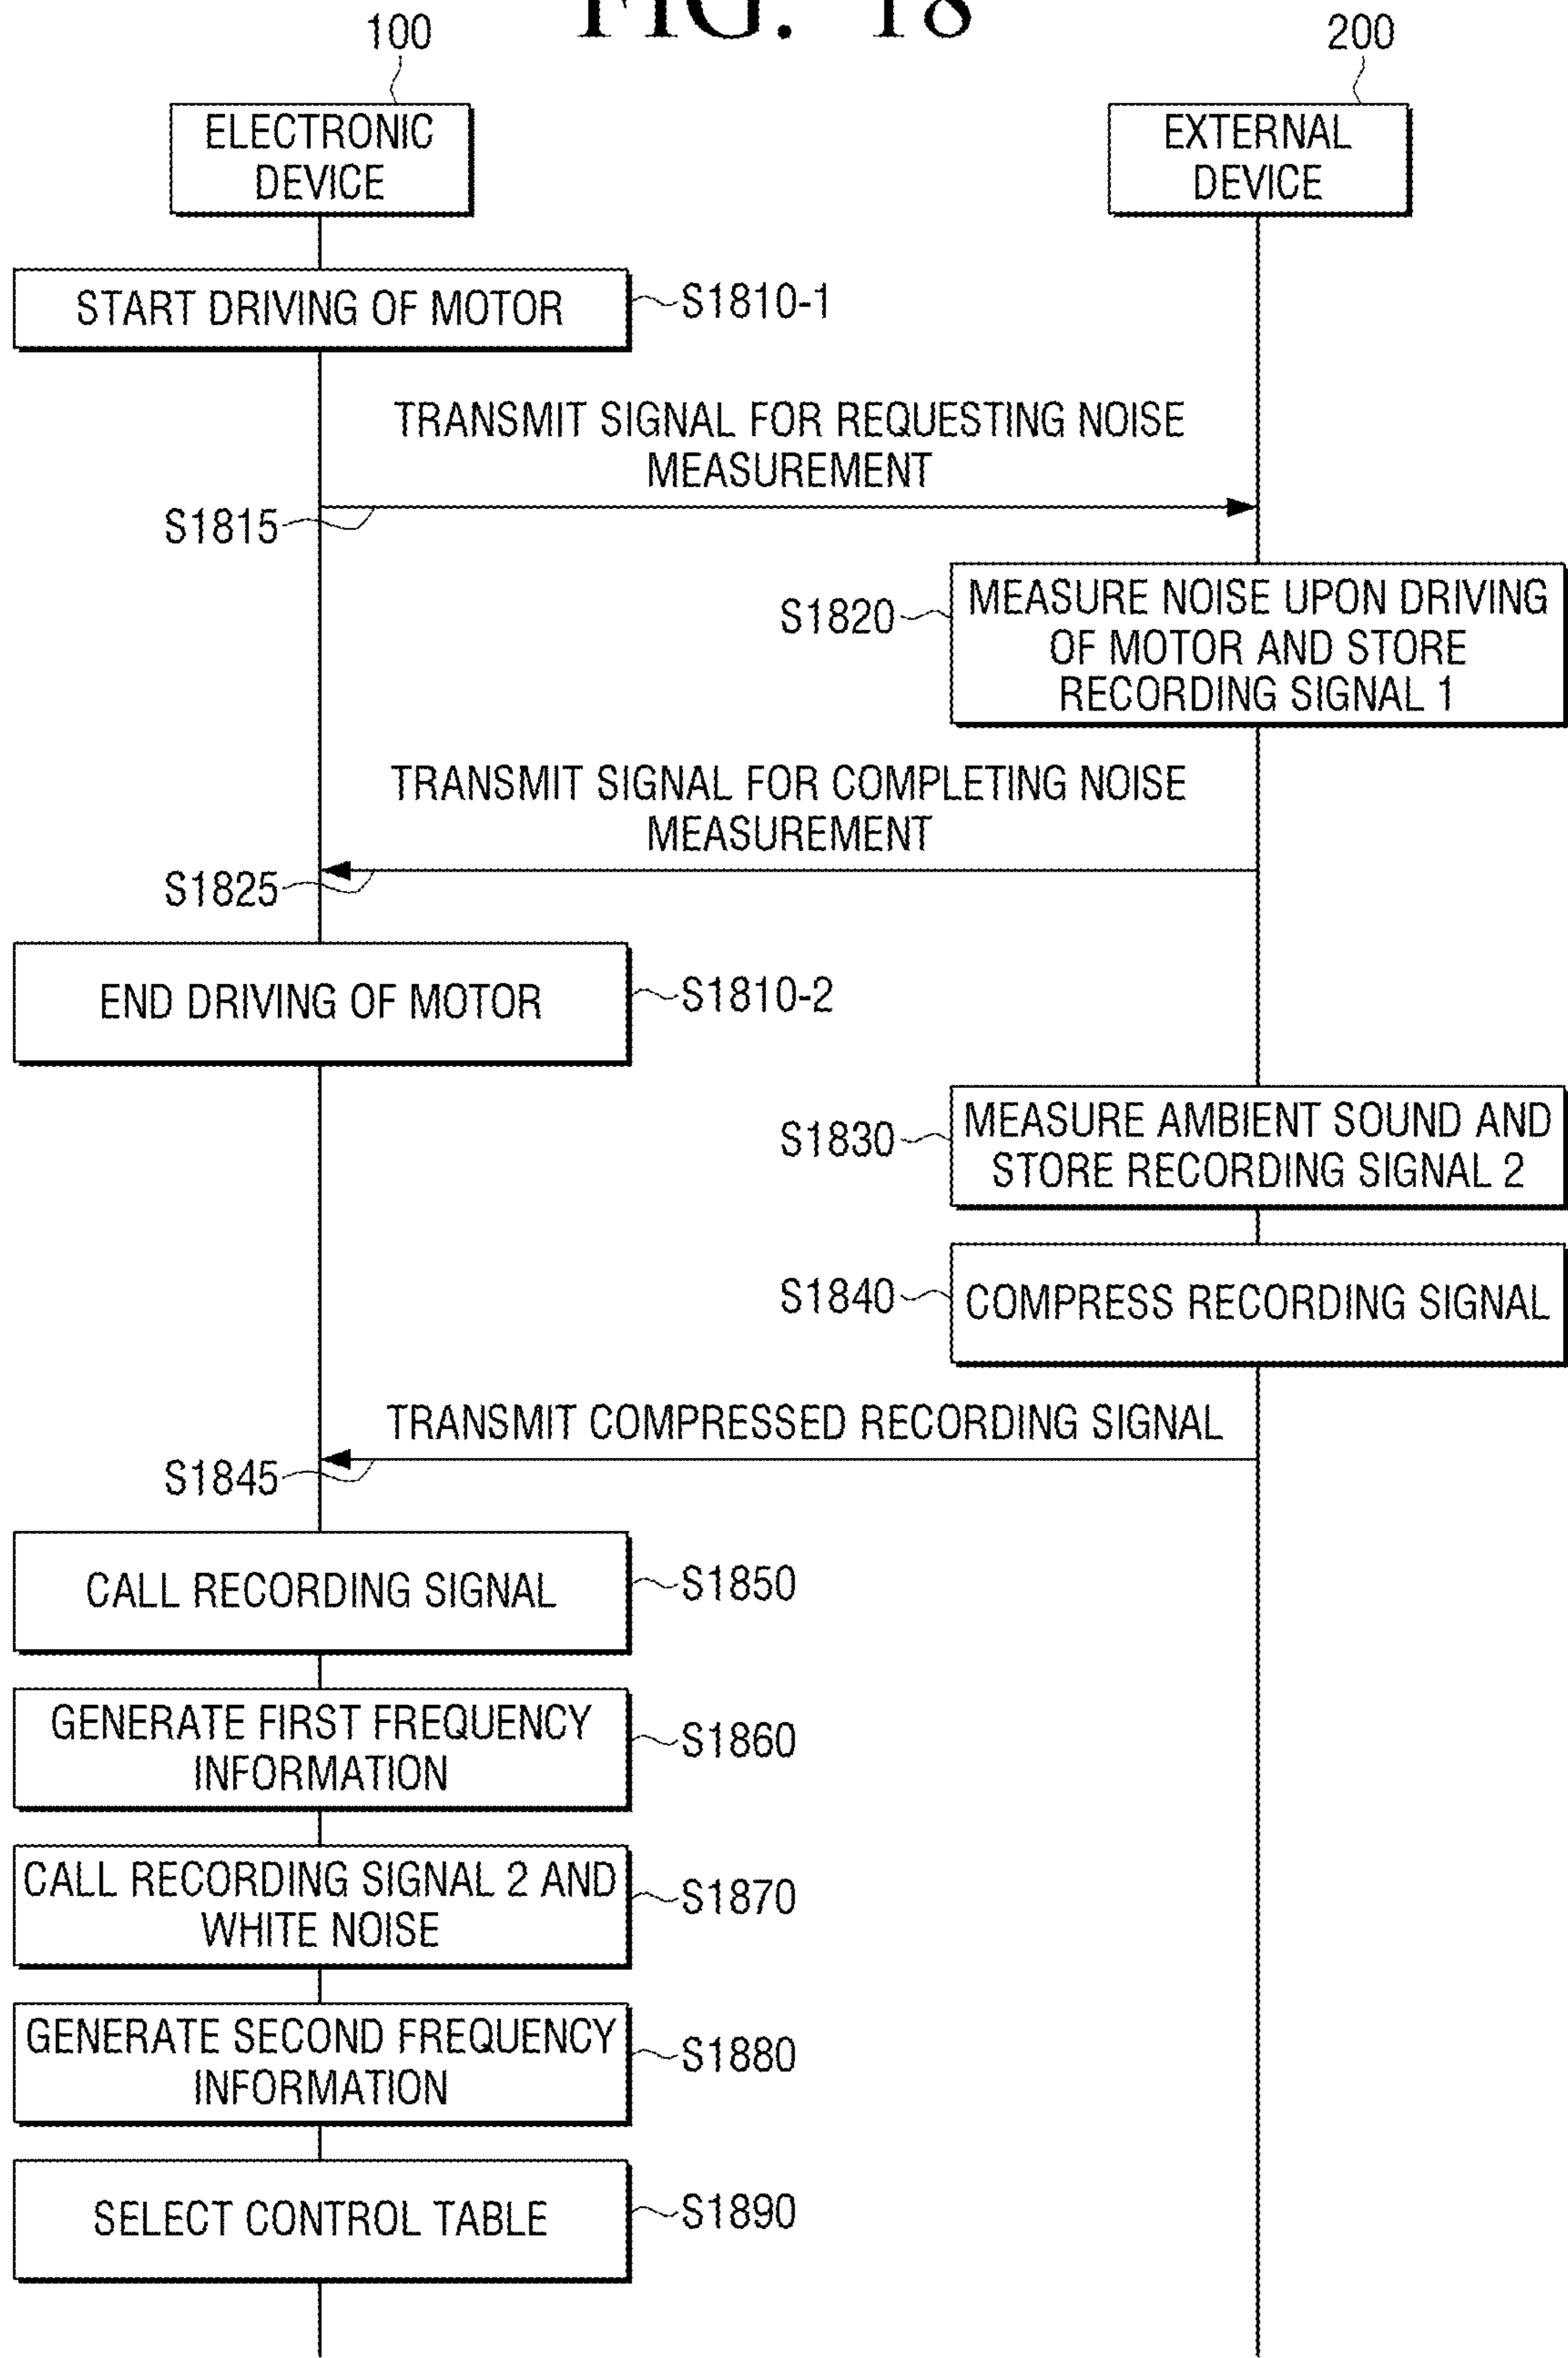 FIG. 18
100
200
ELECTRONIC
DEVICE
EXTERNAL
DEVICE
START DRIVING OF MOTOR
S1810-1
TRANSMIT SIGNAL FOR REQUESTING NOISE
MEASUREMENT
S1815
S1820
MEASURE NOISE UPON DRIVING
OF MOTOR AND STORE
RECORDING SIGNAL 1
TRANSMIT SIGNAL FOR COMPLETING NOISE
MEASUREMENT
S1825
END DRIVING OF MOTOR
S1810-2
S1830
MEASURE AMBIENT SOUND AND
STORE RECORDING SIGNAL 2
S1840
COMPRESS RECORDING SIGNAL
TRANSMIT COMPRESSED RECORDING SIGNAL
S1845
CALL RECORDING SIGNAL
S1850
GENERATE FIRST FREQUENCY
INFORMATION
S1860
CALL RECORDING SIGNAL 2 AND
WHITE NOISE
S1870
GENERATE SECOND FREQUENCY
INFORMATION
S1880
SELECT CONTROL TABLE
S1890